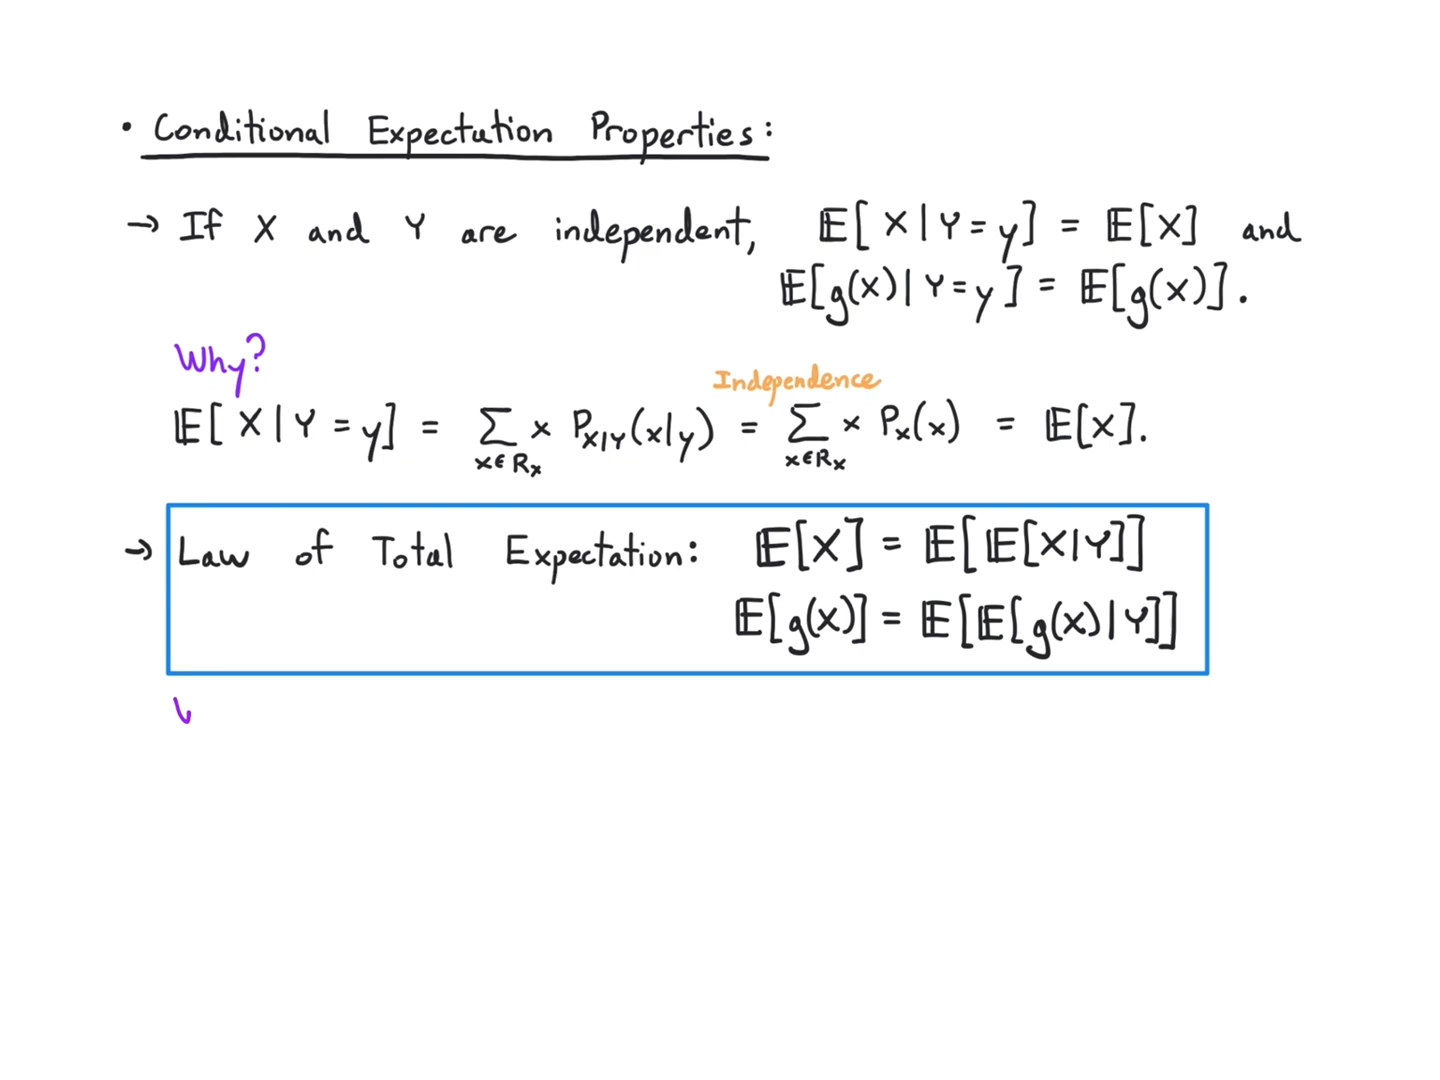 • Conditional Expectation Properties:
→ If X and Y are independent, 𝔼[X|Y=y] = 𝔼[X] and
𝔼[g(X)|Y=y] = 𝔼[g(X)].
Why?
Independence
𝔼[X|Y=y] = ∑_{x∈R_X} x P_{X|Y}(x|y) = ∑_{x∈R_X} x P_X(x) = 𝔼[X].
→ Law of Total Expectation: 𝔼[X] = 𝔼[𝔼[X|Y]]
𝔼[g(X)] = 𝔼[𝔼[g(X)|Y]]